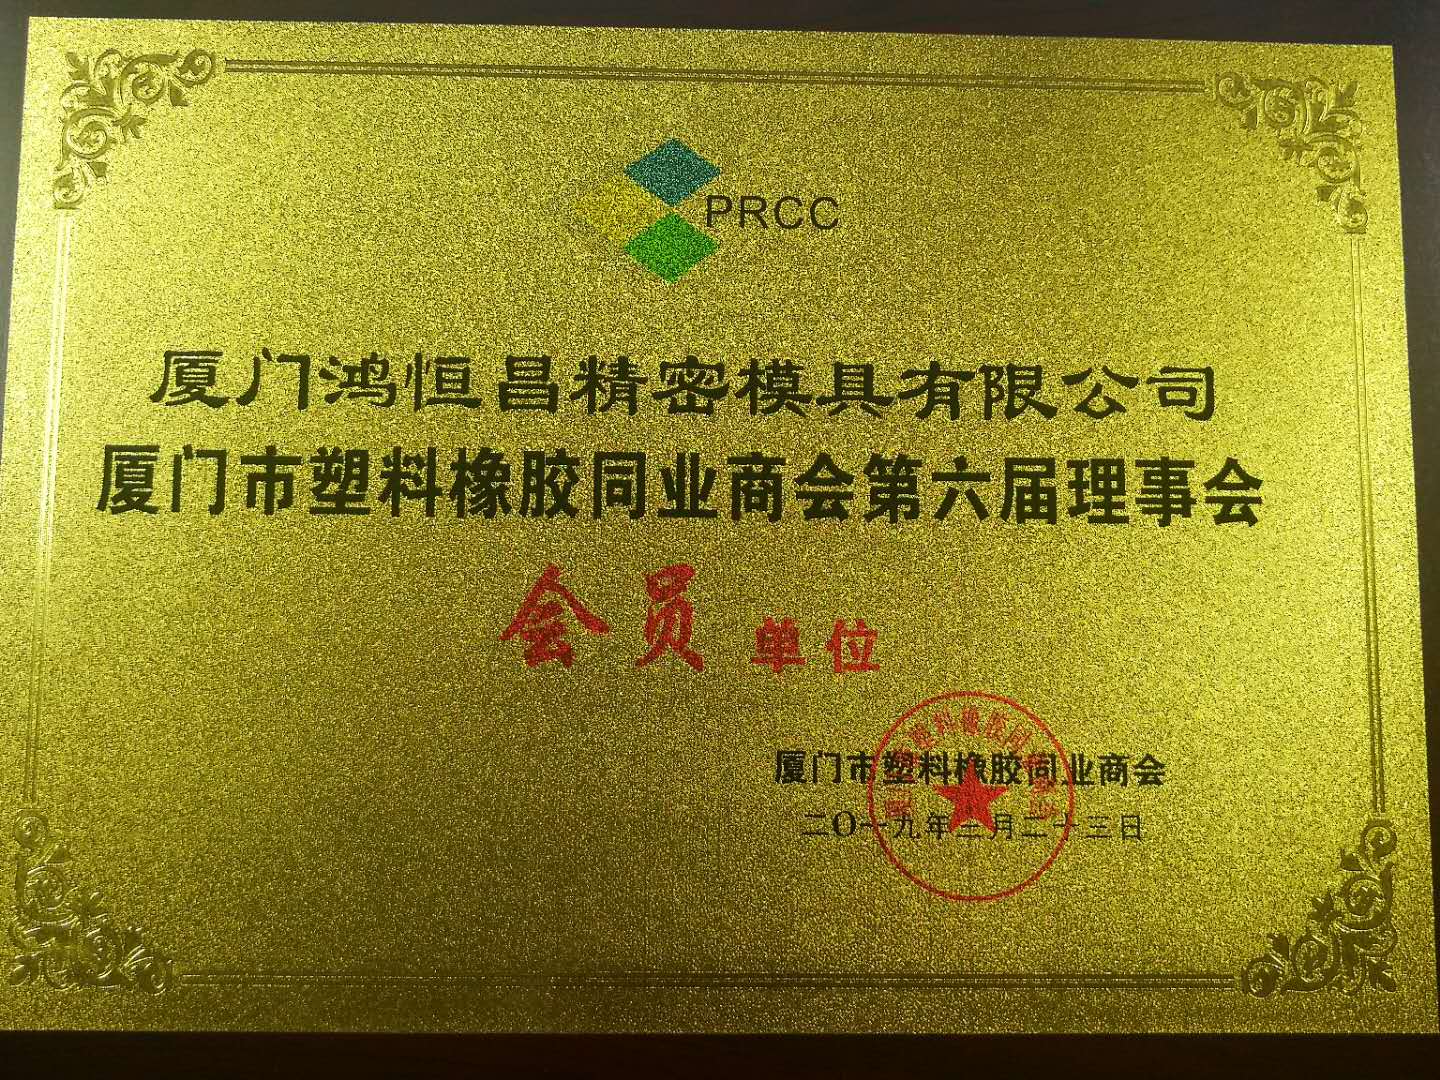 PRCC
厦门鸿恒昌精密模具有限公司
厦门市塑料橡胶同业商会第六届理事会
会员单位
厦门市塑料橡胶同业商会
二〇一九年三月二十三日